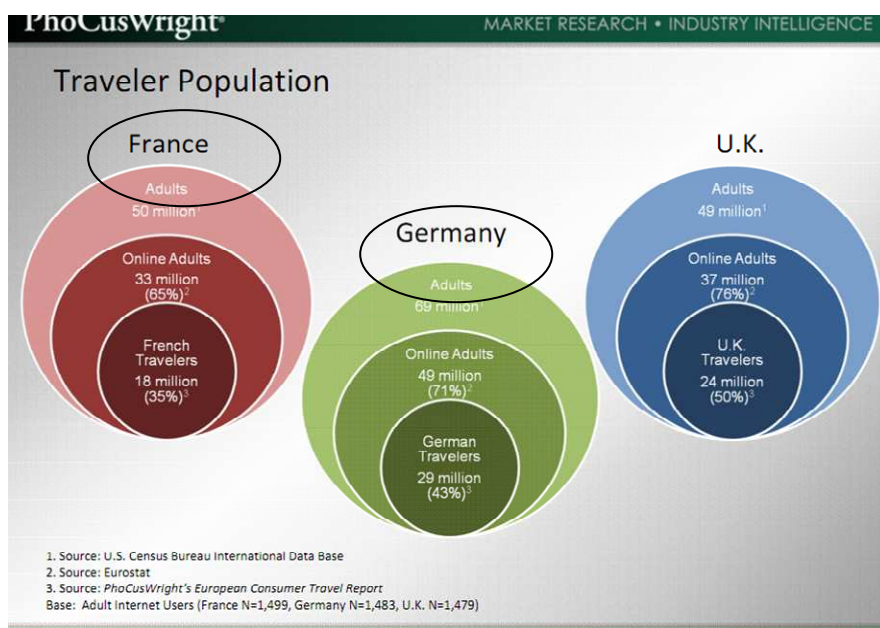 PhoCusWright®
MARKET RESEARCH • INDUSTRY INTELLIGENCE
Traveler Population
France
Adults
50 million¹
Online Adults
33 million
(65%)²
French
Travelers
18 million
(35%)³
Germany
Adults
69 million¹
Online Adults
49 million
(71%)²
German
Travelers
29 million
(43%)³
U.K.
Adults
49 million¹
Online Adults
37 million
(76%)²
U.K.
Travelers
24 million
(50%)³
1. Source: U.S. Census Bureau International Data Base
2. Source: Eurostat
3. Source: PhoCusWright's European Consumer Travel Report
Base: Adult Internet Users (France N=1,499, Germany N=1,483, U.K. N=1,479)